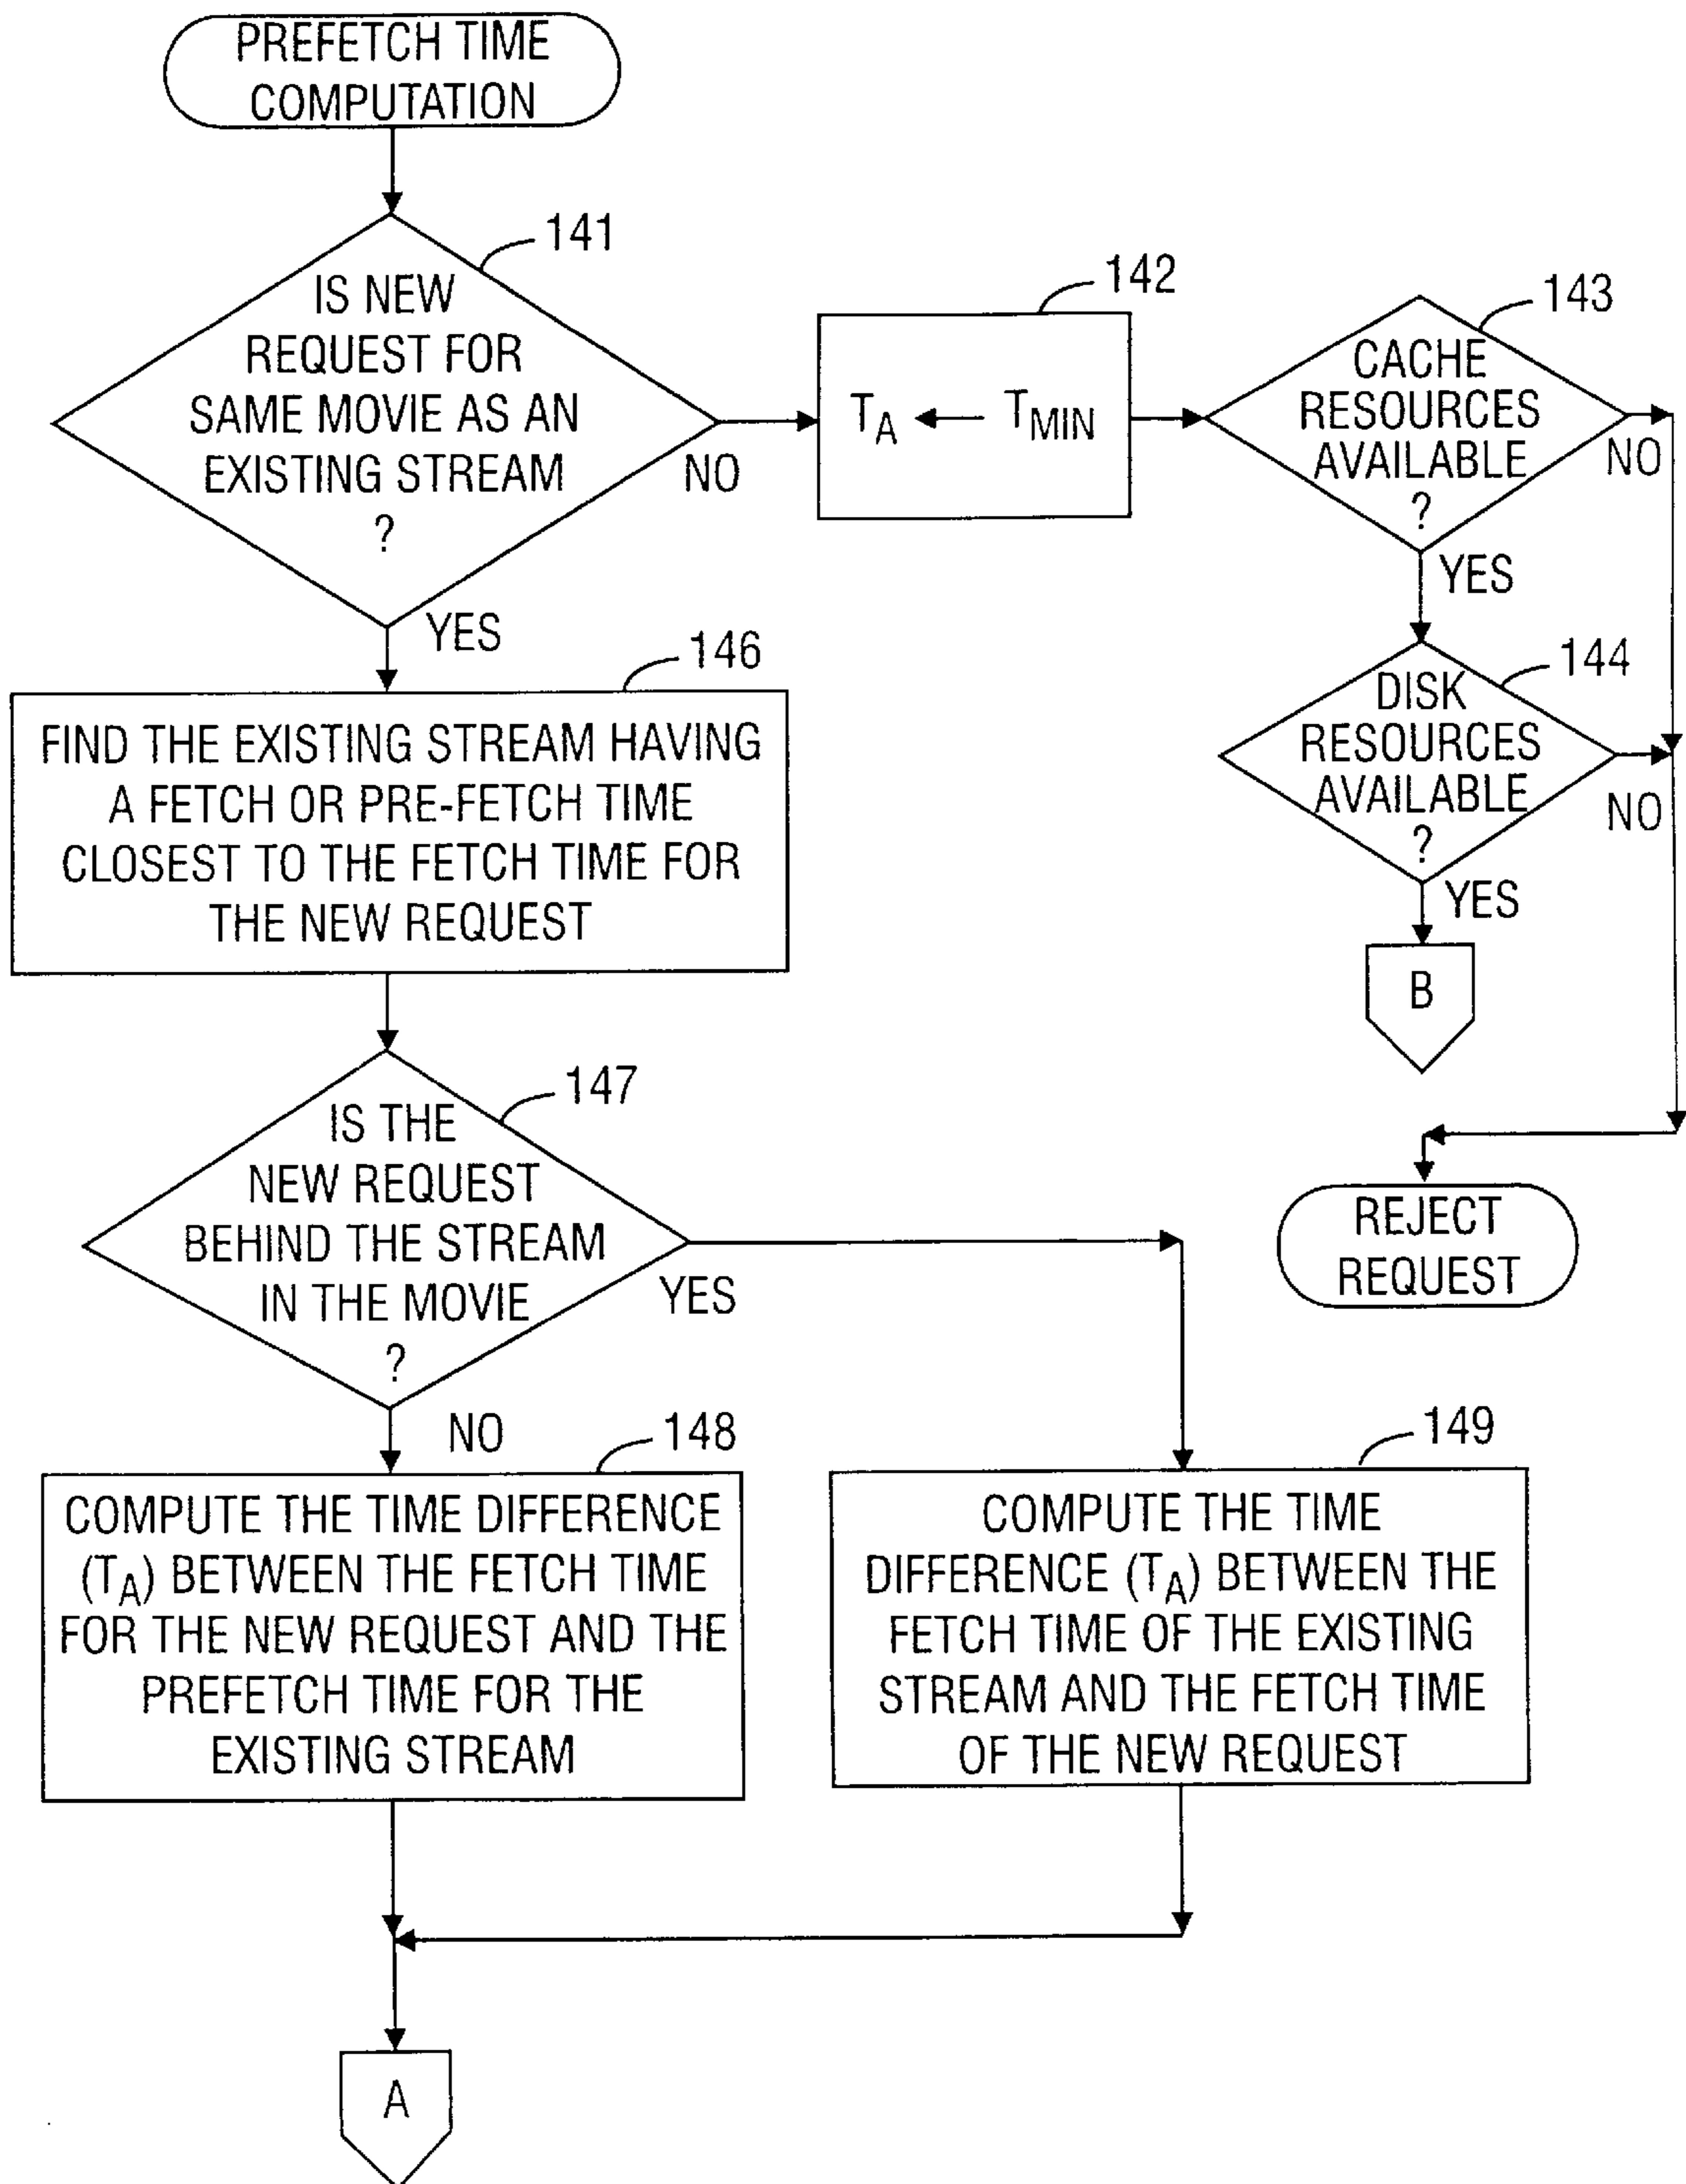 PREFETCH TIME
COMPUTATION
141
IS NEW
REQUEST FOR
SAME MOVIE AS AN
EXISTING STREAM
?
NO
YES
142
T_A ← T_MIN
143
CACHE
RESOURCES
AVAILABLE
?
NO
YES
144
DISK
RESOURCES
AVAILABLE
?
NO
YES
B
REJECT
REQUEST
146
FIND THE EXISTING STREAM HAVING
A FETCH OR PRE-FETCH TIME
CLOSEST TO THE FETCH TIME FOR
THE NEW REQUEST
147
IS THE
NEW REQUEST
BEHIND THE STREAM
IN THE MOVIE
?
YES
NO
148
COMPUTE THE TIME DIFFERENCE
(T_A) BETWEEN THE FETCH TIME
FOR THE NEW REQUEST AND THE
PREFETCH TIME FOR THE
EXISTING STREAM
149
COMPUTE THE TIME
DIFFERENCE (T_A) BETWEEN THE
FETCH TIME OF THE EXISTING
STREAM AND THE FETCH TIME
OF THE NEW REQUEST
A